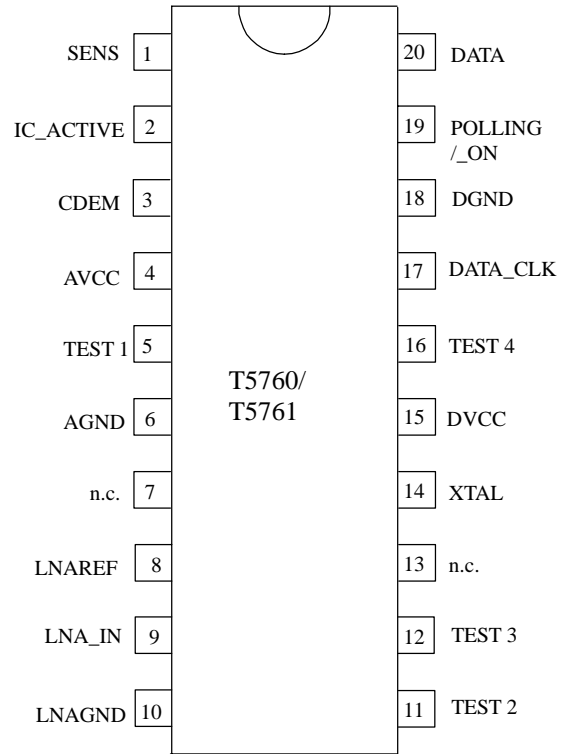 SENS 1 20 DATA
IC_ACTIVE 2 19 POLLING
/_ON
CDEM 3 18 DGND
AVCC 4 17 DATA_CLK
TEST 1 5 16 TEST 4
T5760/
T5761
AGND 6 15 DVCC
n.c. 7 14 XTAL
LNAREF 8 13 n.c.
LNA_IN 9 12 TEST 3
LNAGND 10 11 TEST 2